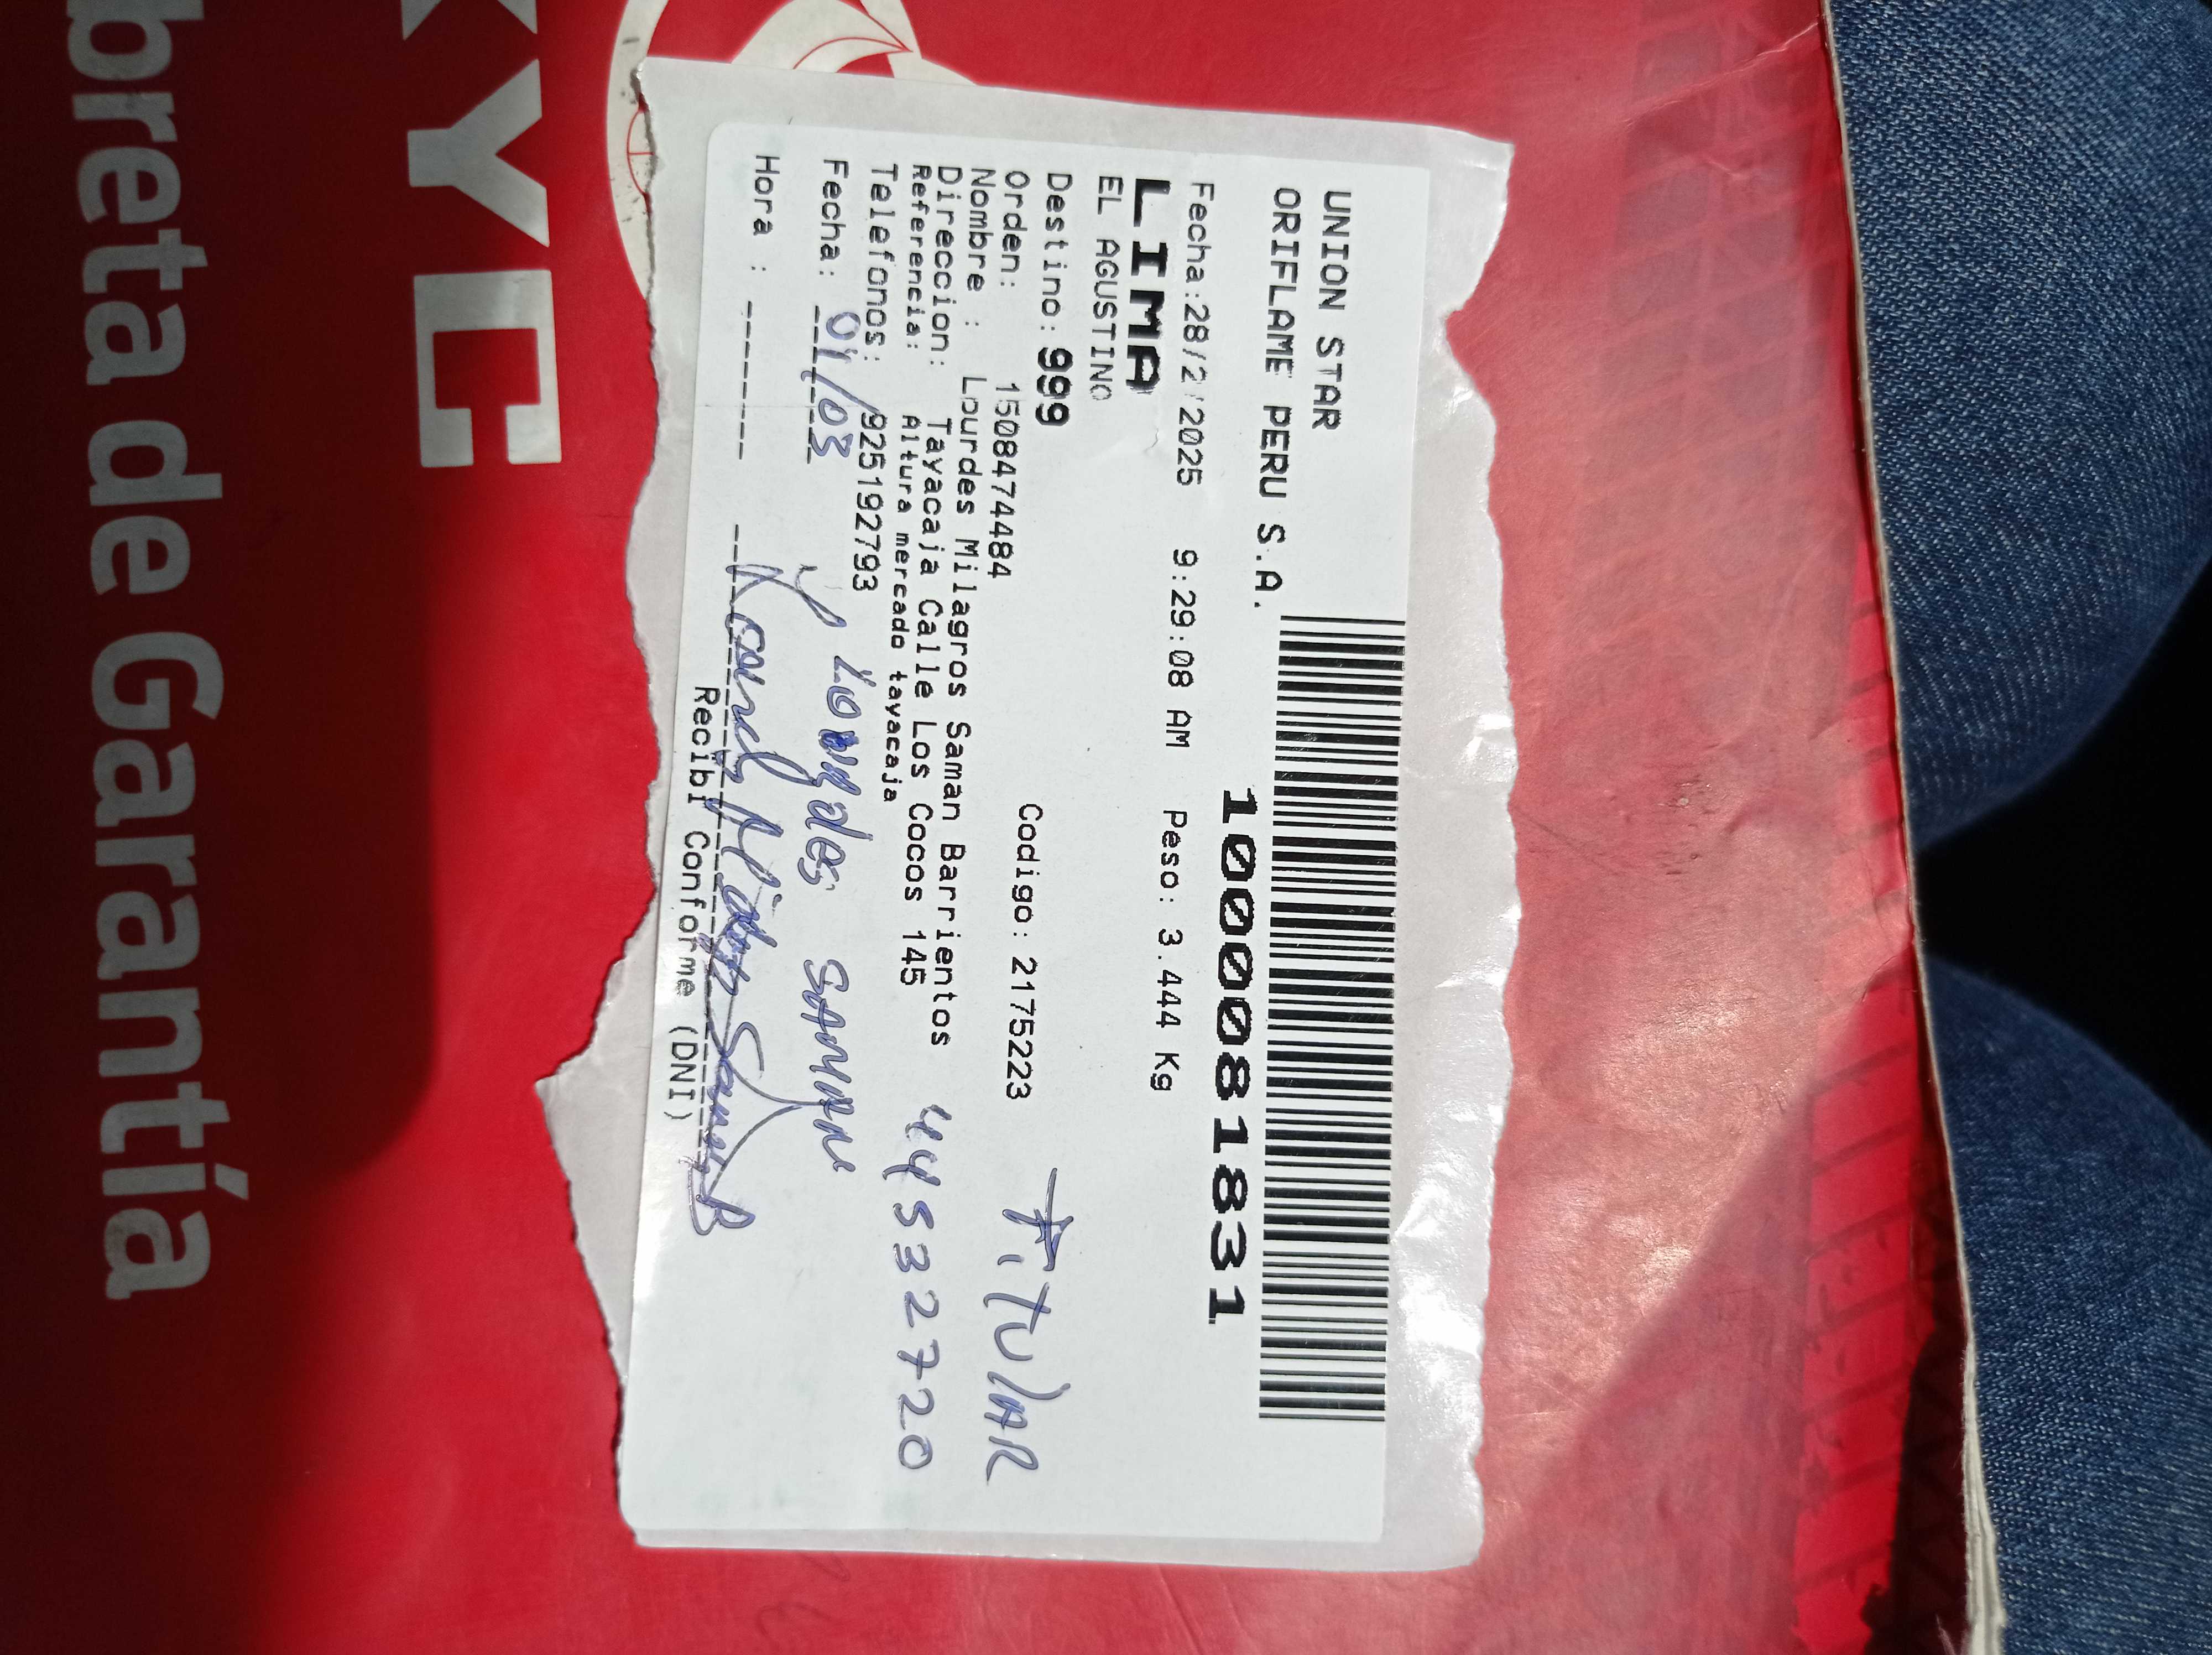 UNION STAR
ORIFLAME PERU S.A.
1000081831
Fecha:28/2/2025 9:29:08 AM Peso: 3.444 Kg
LIMA
EL AGUSTINO
Destino: 999
Orden: 1508474484 Codigo: 2175223
TITULAR
Nombre : Lourdes Milagros Saman Barrientos
Direccion: Tayacaja Calle Los Cocos 145
Referencia: Altura mercado tayacaja
44532720
Telefonos: 925192793
Fecha: 01/03
Lourdes SAMAN
Hora :
Recibi Conforme (DNI)
YC
breta de Garantía